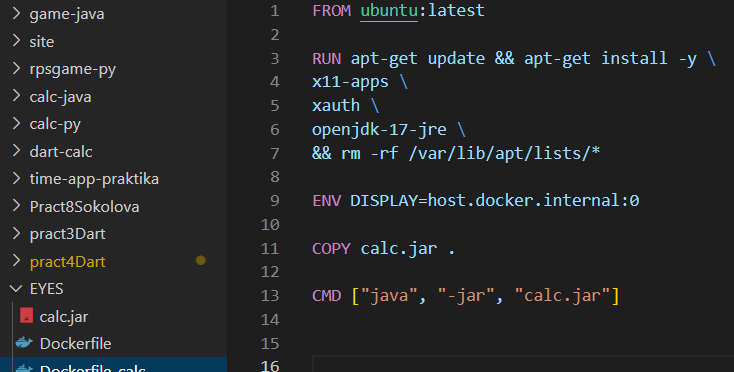 game-java
site
rpsgame-py
calc-java
calc-py
dart-calc
time-app-praktika
Pract8Sokolova
pract3Dart
pract4Dart
EYES
calc.jar
Dockerfile
Dockerfile_calc
1 FROM ubuntu:latest
2
3 RUN apt-get update && apt-get install -y \
4 x11-apps \
5 xauth \
6 openjdk-17-jre \
7 && rm -rf /var/lib/apt/lists/*
8
9 ENV DISPLAY=host.docker.internal:0
10
11 COPY calc.jar .
12
13 CMD ["java", "-jar", "calc.jar"]
14
15
16